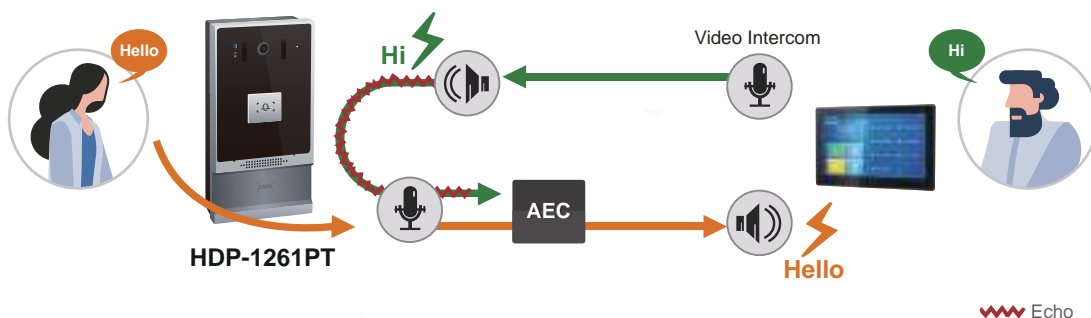 Hello
Hi
Video Intercom
Hi
AEC
HDP-1261PT
Hello
Echo